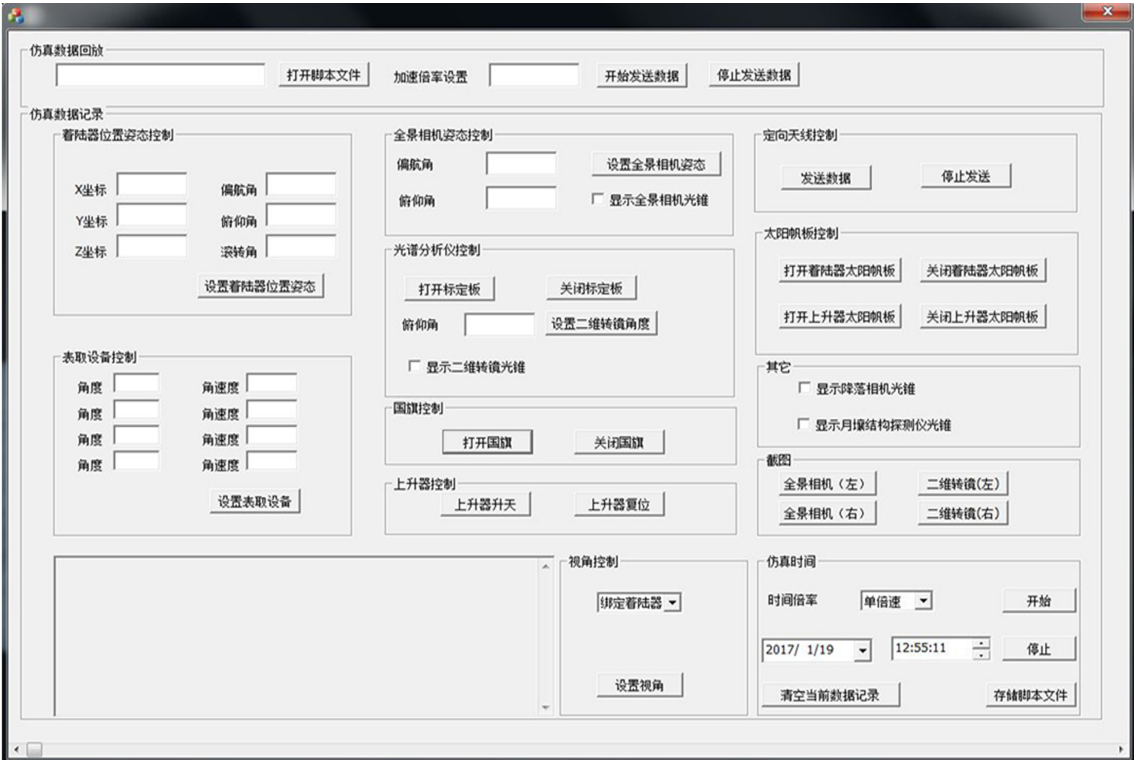 仿真数据回放
打开脚本文件 加速倍率设置 开始发送数据 停止发送数据
仿真数据记录
着陆器位置姿态控制
X坐标 偏航角
Y坐标 俯仰角
Z坐标 滚转角
设置着陆器位置姿态
表取设备控制
角度 角速度
角度 角速度
角度 角速度
角度 角速度
设置表取设备
全景相机姿态控制
偏航角 设置全景相机姿态
俯仰角 显示全景相机光锥
光谱分析仪控制
打开标定板 关闭标定板
俯仰角 设置二维转镜角度
显示二维转镜光锥
国旗控制
打开国旗 关闭国旗
上升器控制
上升器升天 上升器复位
定向天线控制
发送数据 停止发送
太阳帆板控制
打开着陆器太阳帆板 关闭着陆器太阳帆板
打开上升器太阳帆板 关闭上升器太阳帆板
其它
显示降落相机光锥
显示月壤结构探测仪光锥
截图
全景相机（左） 二维转镜(左)
全景相机（右） 二维转镜(右)
视角控制
绑定着陆器
设置视角
仿真时间
时间倍率 单倍速 开始
2017/ 1/19 12:55:11 停止
清空当前数据记录 存储脚本文件